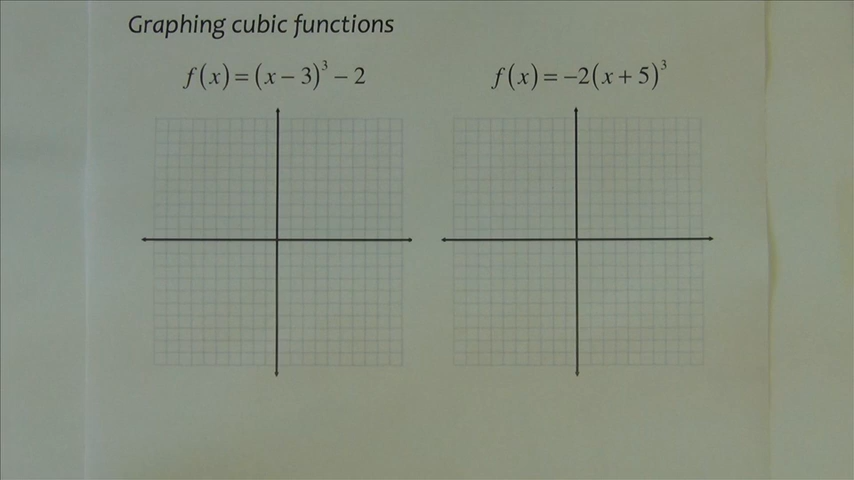 Graphing cubic functions
f(x) = (x − 3)³ − 2
f(x) = −2(x + 5)³